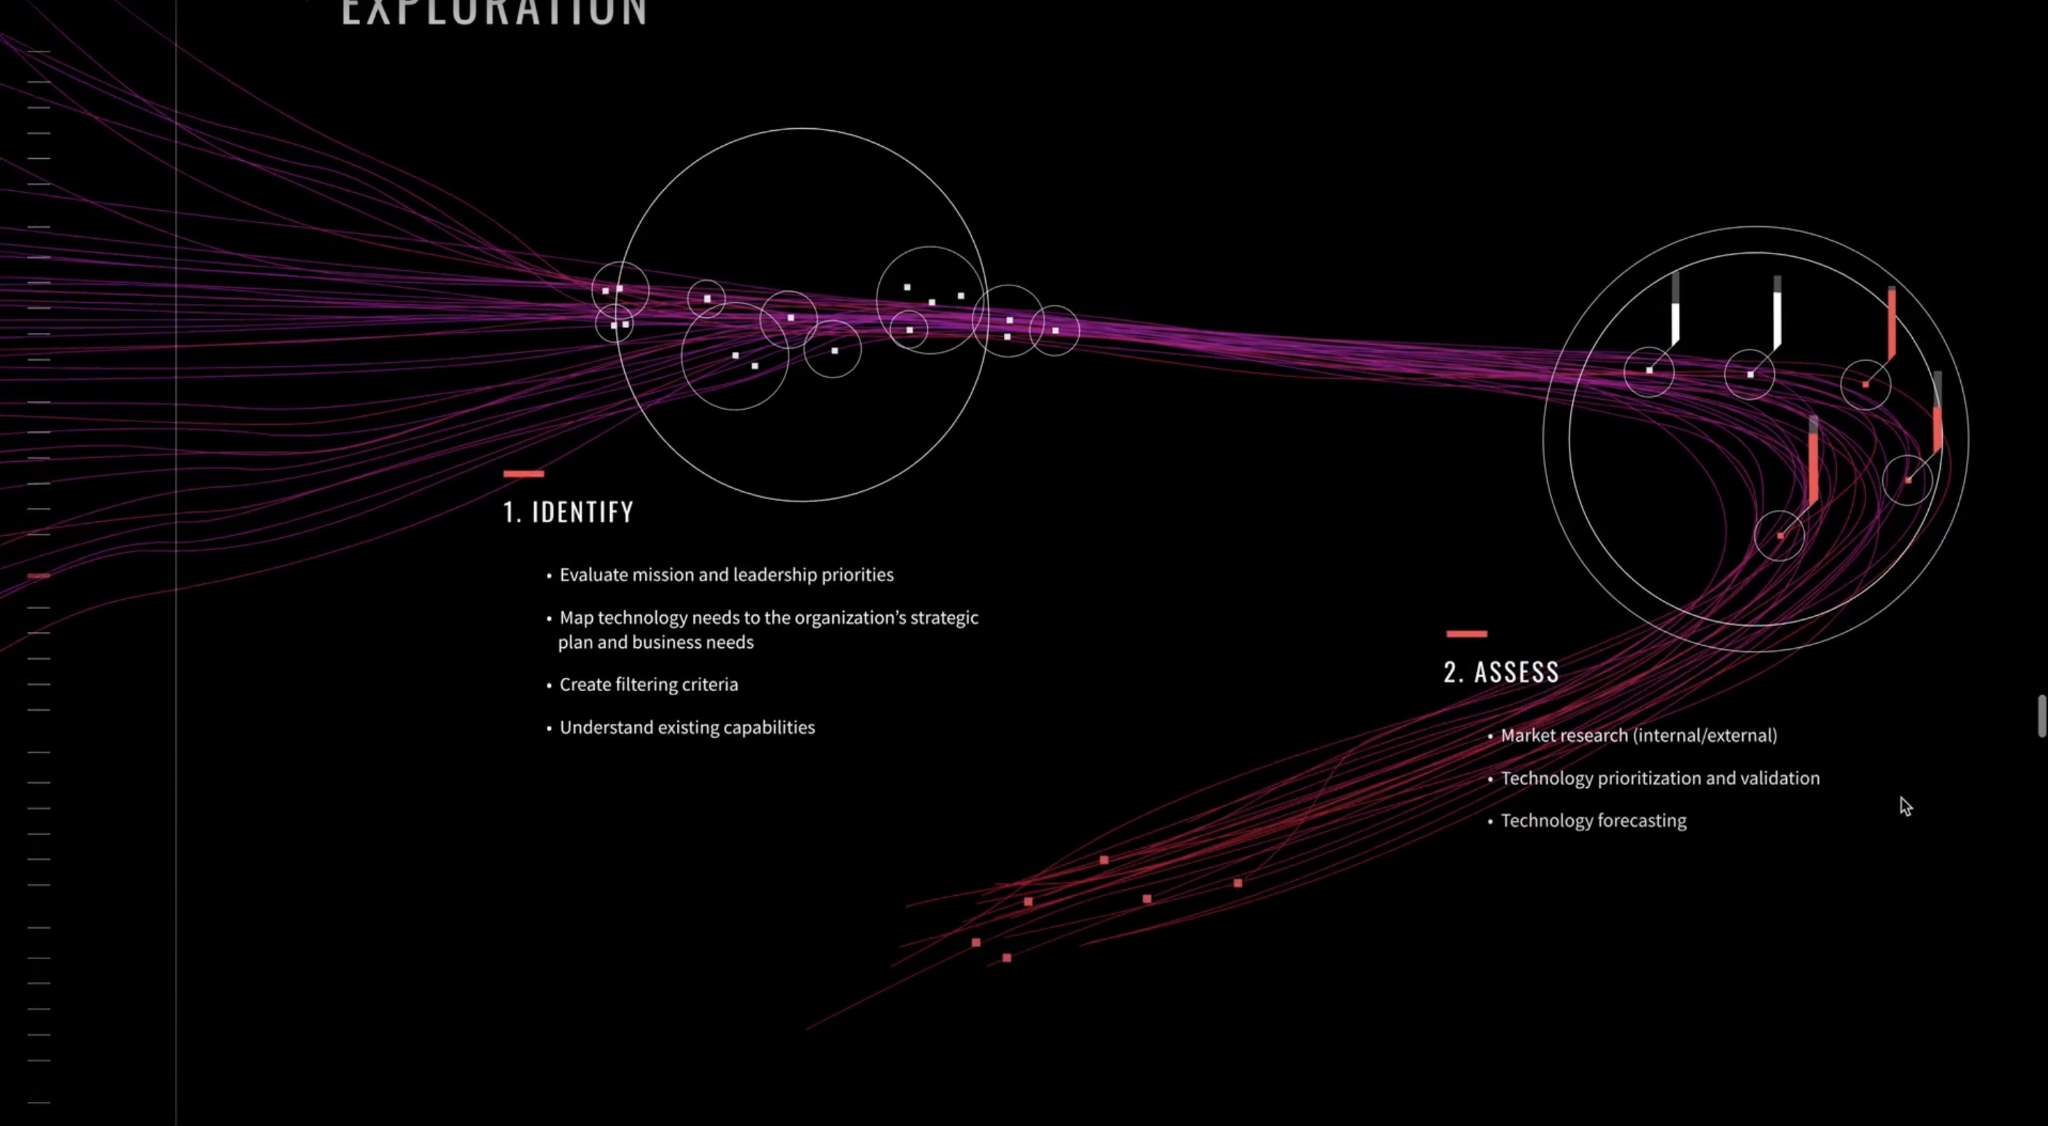 EXPLORATION
1. IDENTIFY
• Evaluate mission and leadership priorities
• Map technology needs to the organization’s strategic
plan and business needs
• Create filtering criteria
• Understand existing capabilities
2. ASSESS
• Market research (internal/external)
• Technology prioritization and validation
• Technology forecasting